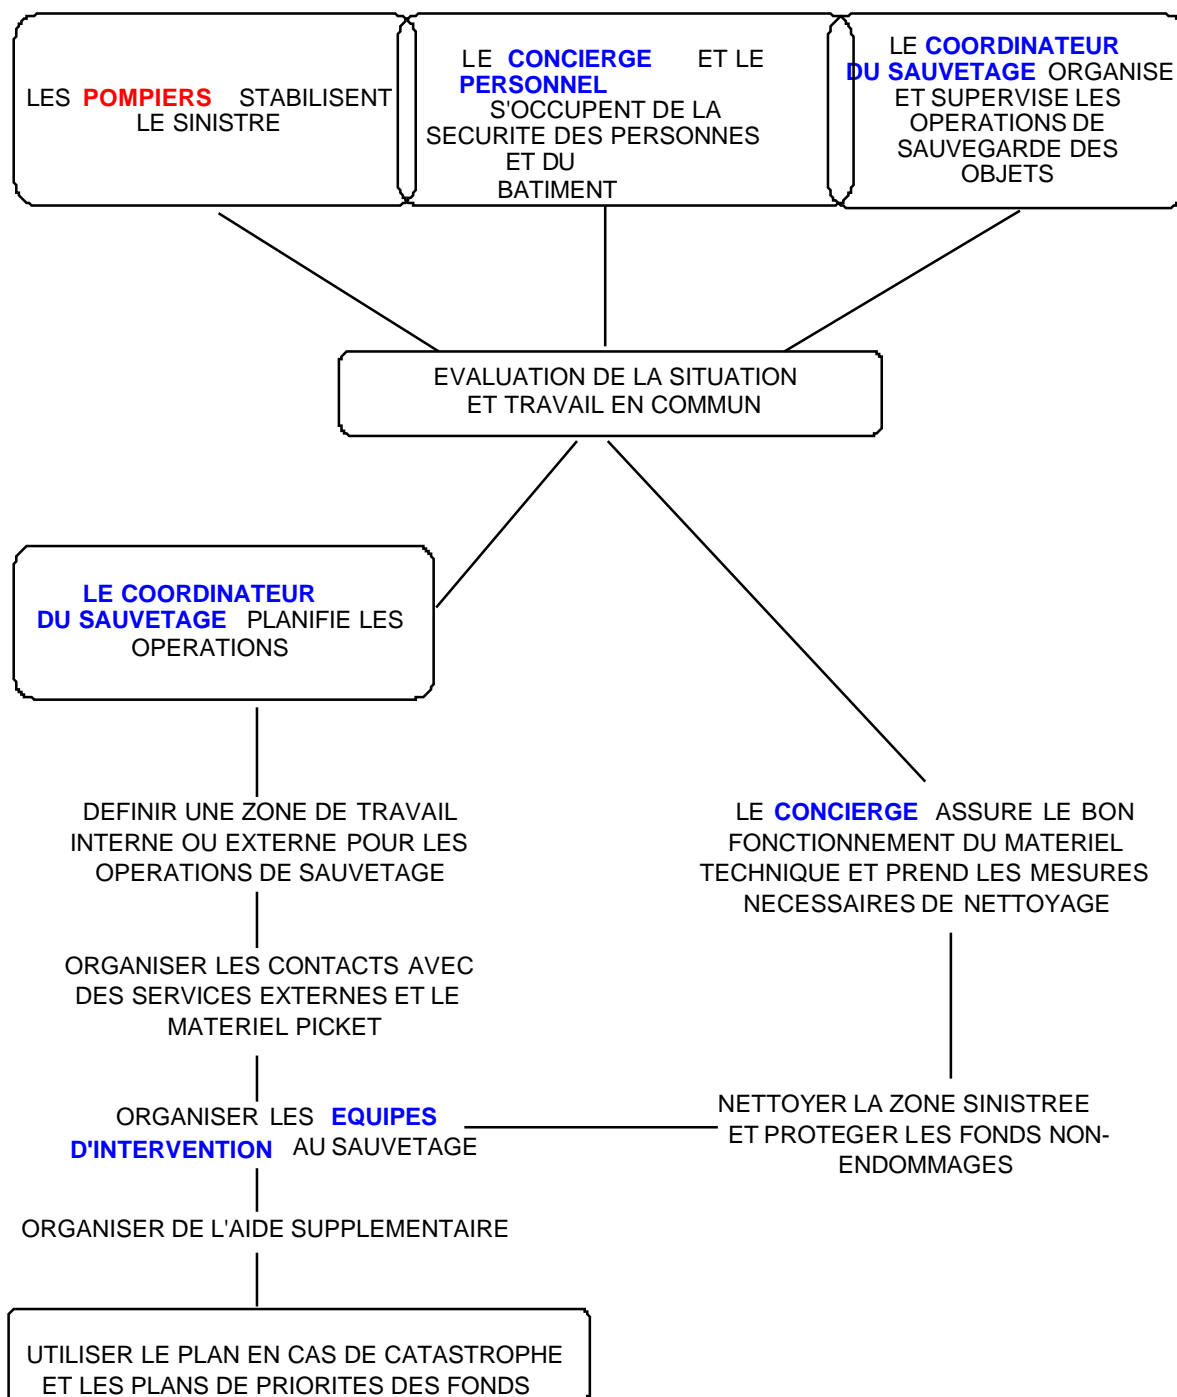 LES POMPIERS STABILISENT
LE SINISTRE
LE CONCIERGE ET LE
PERSONNEL
S'OCCUPENT DE LA
SECURITE DES PERSONNES
ET DU
BATIMENT
LE COORDINATEUR
DU SAUVETAGE ORGANISE
ET SUPERVISE LES
OPERATIONS DE
SAUVEGARDE DES
OBJETS
EVALUATION DE LA SITUATION
ET TRAVAIL EN COMMUN
LE COORDINATEUR
DU SAUVETAGE PLANIFIE LES
OPERATIONS
DEFINIR UNE ZONE DE TRAVAIL
INTERNE OU EXTERNE POUR LES
OPERATIONS DE SAUVETAGE
LE CONCIERGE ASSURE LE BON
FONCTIONNEMENT DU MATERIEL
TECHNIQUE ET PREND LES MESURES
NECESSAIRES DE NETTOYAGE
ORGANISER LES CONTACTS AVEC
DES SERVICES EXTERNES ET LE
MATERIEL PICKET
ORGANISER LES EQUIPES
D'INTERVENTION AU SAUVETAGE
NETTOYER LA ZONE SINISTREE
ET PROTEGER LES FONDS NON-
ENDOMMAGES
ORGANISER DE L'AIDE SUPPLEMENTAIRE
UTILISER LE PLAN EN CAS DE CATASTROPHE
ET LES PLANS DE PRIORITES DES FONDS